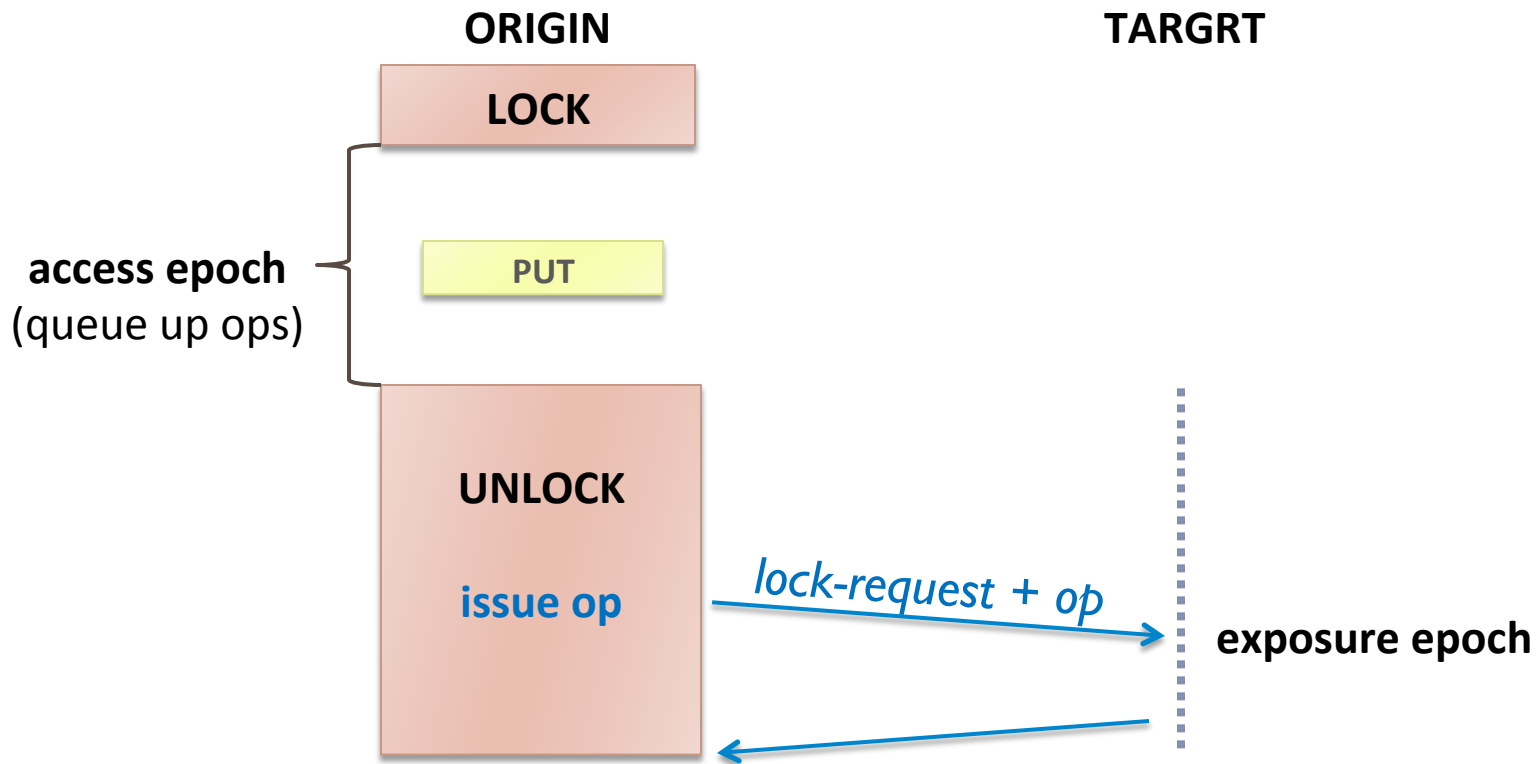 ORIGIN
TARGRT
LOCK
access epoch
(queue up ops)
PUT
UNLOCK
issue op
lock-request + op
exposure epoch